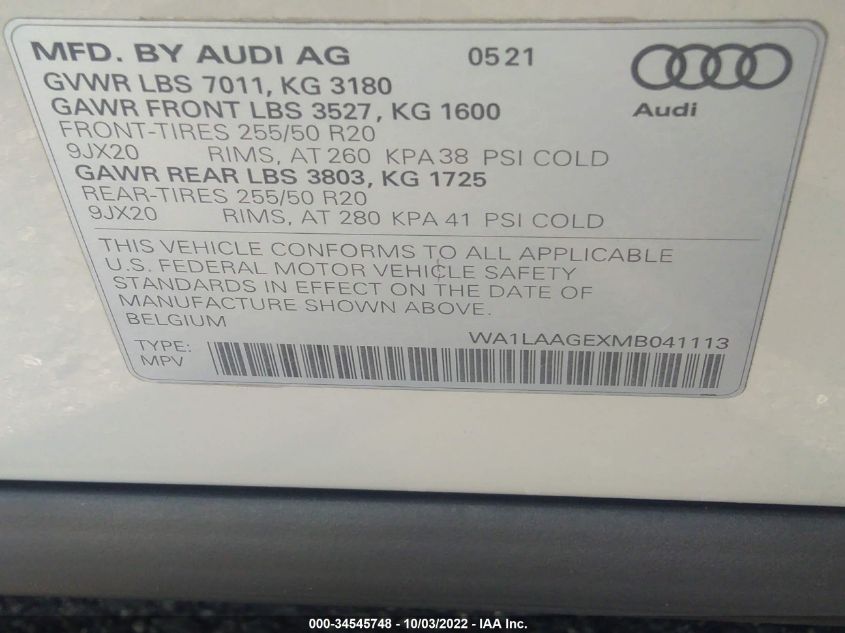 MFD. BY AUDI AG 0521
GVWR LBS 7011, KG 3180
GAWR FRONT LBS 3527, KG 1600
Audi
FRONT-TIRES 255/50 R20
9JX20 RIMS, AT 260 KPA 38 PSI COLD
GAWR REAR LBS 3803, KG 1725
REAR-TIRES 255/50 R20
9JX20 RIMS, AT 280 KPA 41 PSI COLD
THIS VEHICLE CONFORMS TO ALL APPLICABLE
U.S. FEDERAL MOTOR VEHICLE SAFETY
STANDARDS IN EFFECT ON THE DATE OF
MANUFACTURE SHOWN ABOVE.
BELGIUM
WA1LAAGEXMB041113
TYPE:
MPV
000-34545748 - 10/03/2022 - IAA Inc.